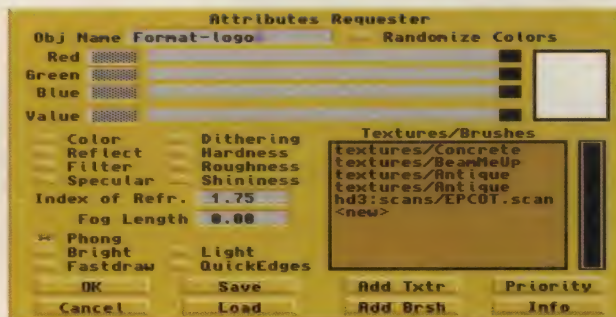 Attributes Requester
Obj Name Format-logo Randomize Colors
Red
Green
Blue
Value
Color Dithering
Reflect Hardness
Filter Roughness
Specular Shininess
Index of Refr. 1.75
Fog Length 0.00
Phong
Bright Light
Fastdraw QuickEdges
Textures/Brushes
textures/Concrete
textures/BeamMeUp
textures/Antique
textures/Antique
hd3:scans/EPCOT.scan
<new>
OK Save Add Txtr Priority
Cancel Load Add Brsh Info